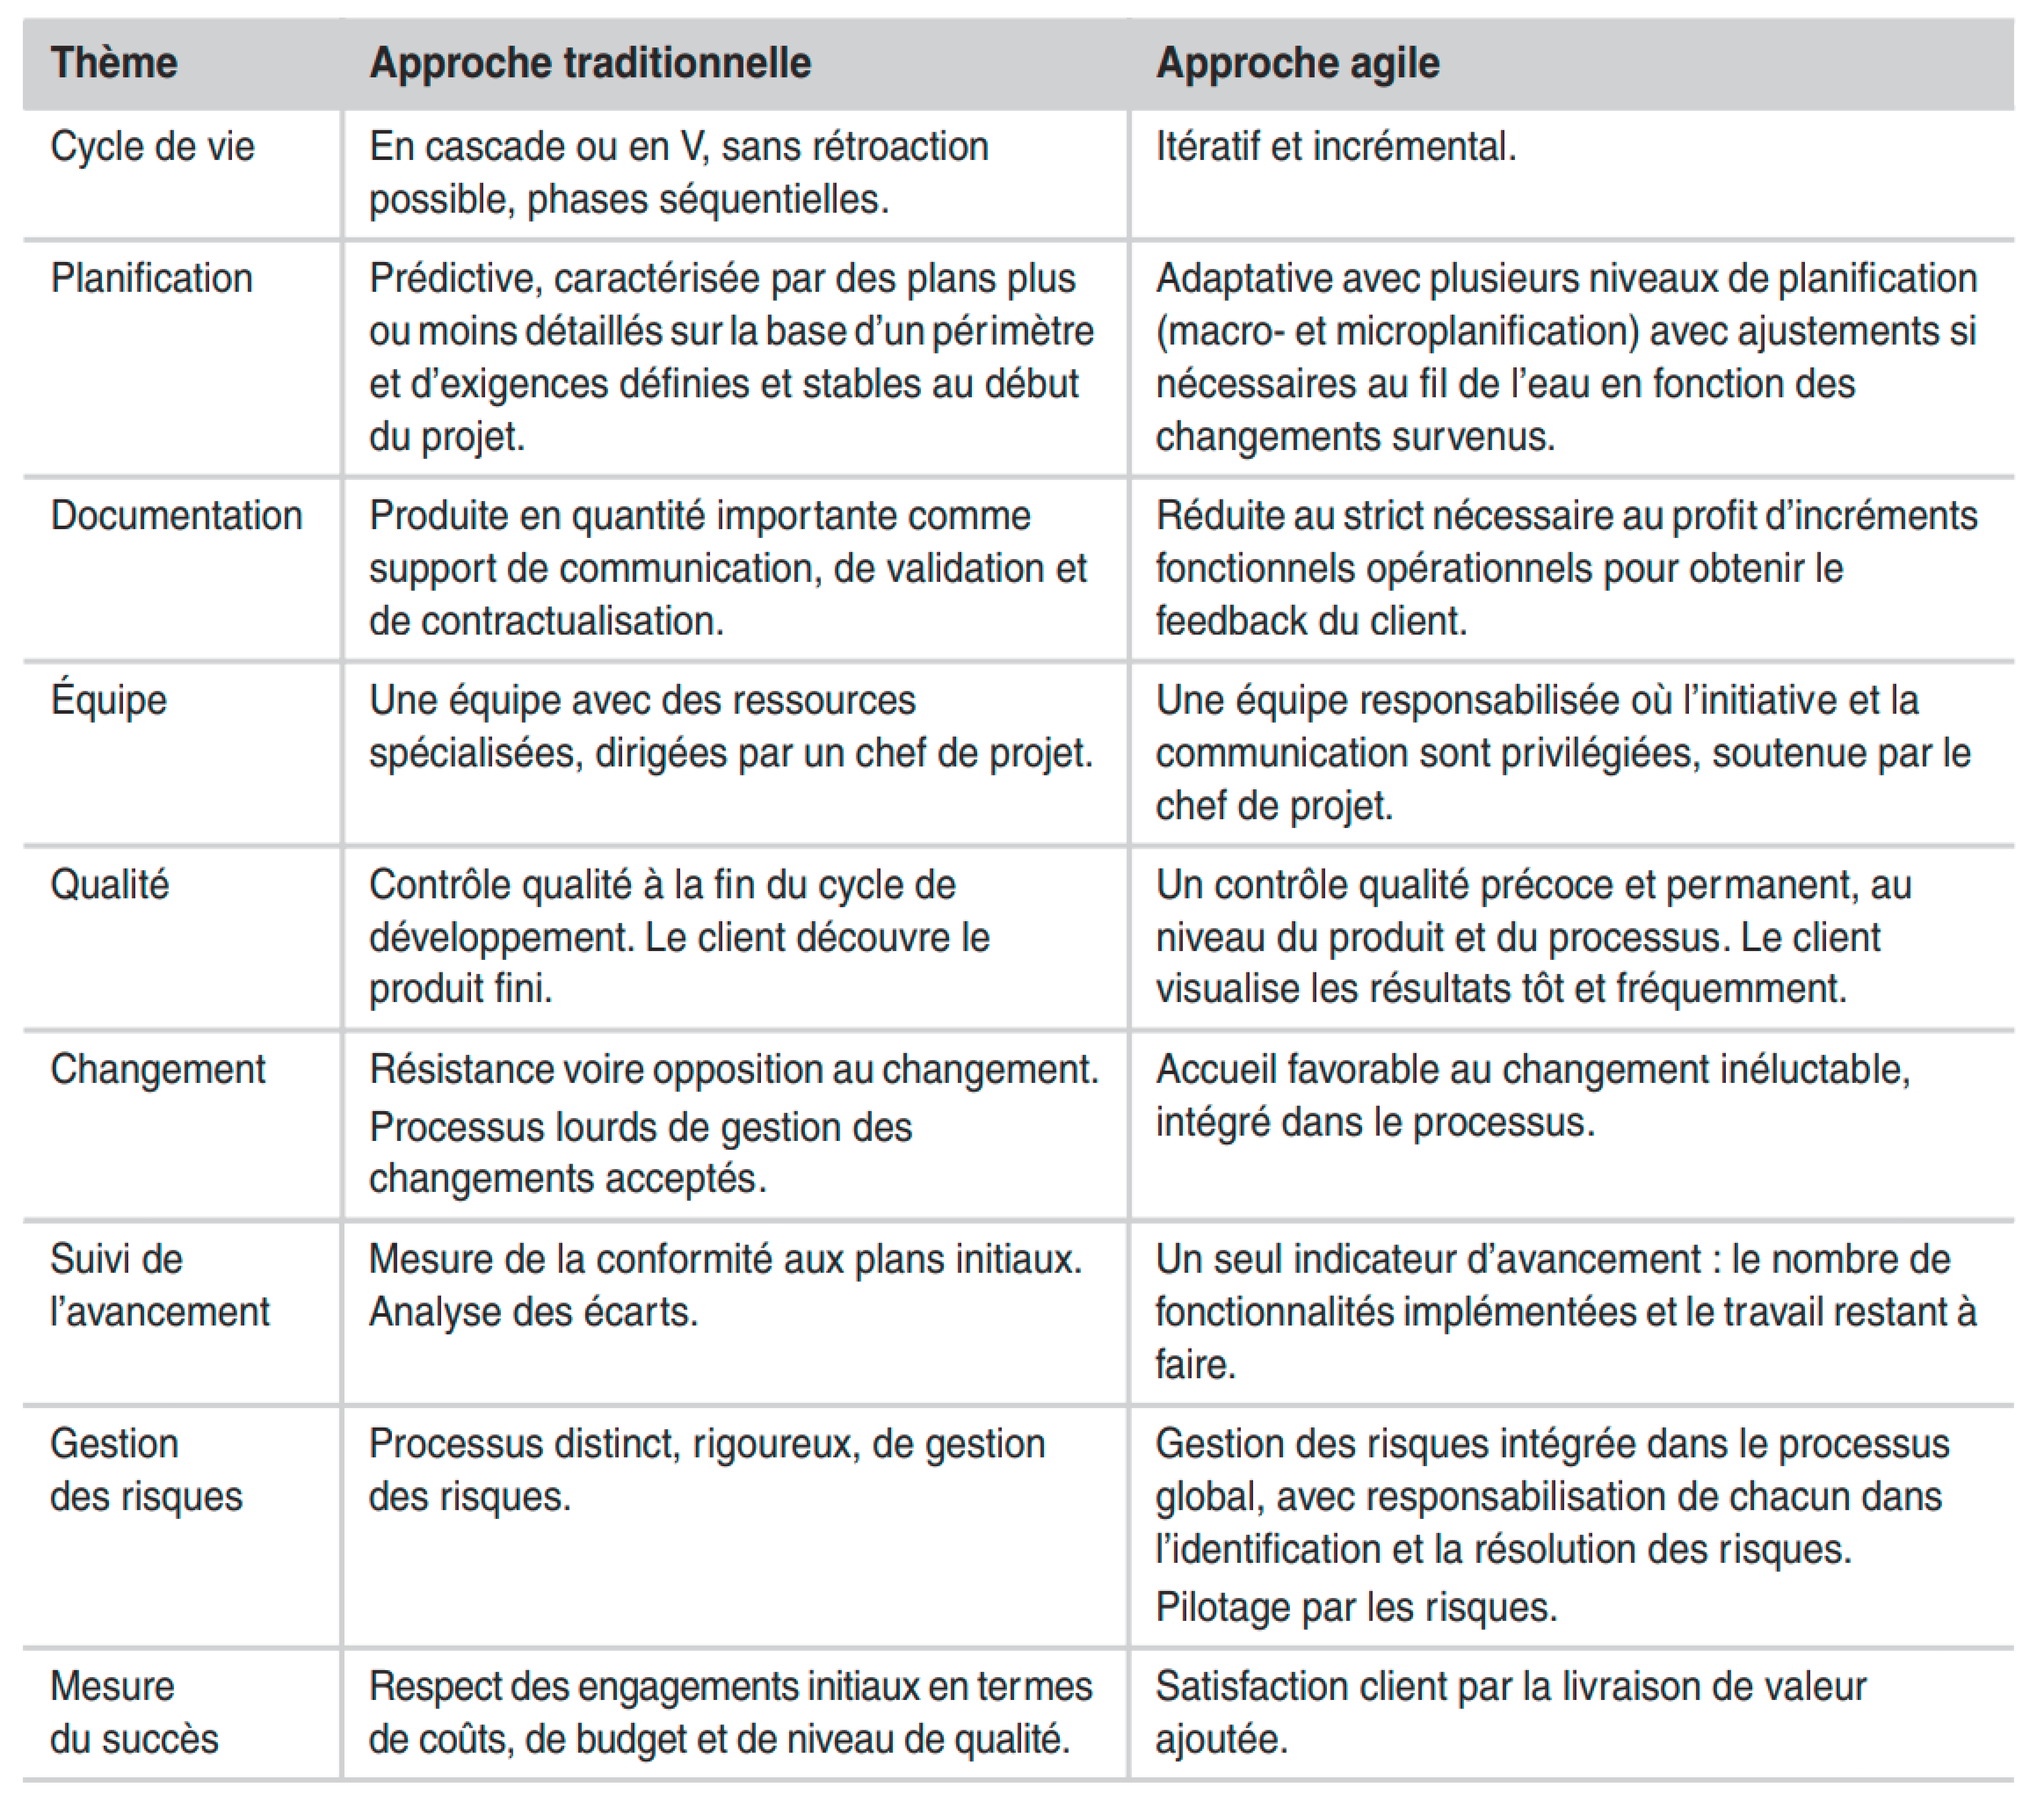 Thème
Approche traditionnelle
Approche agile
Cycle de vie
En cascade ou en V, sans rétroaction
possible, phases séquentielles.
Itératif et incrémental.
Planification
Prédictive, caractérisée par des plans plus
ou moins détaillés sur la base d’un périmètre
et d’exigences définies et stables au début
du projet.
Adaptative avec plusieurs niveaux de planification
(macro- et microplanification) avec ajustements si
nécessaires au fil de l’eau en fonction des
changements survenus.
Documentation
Produite en quantité importante comme
support de communication, de validation et
de contractualisation.
Réduite au strict nécessaire au profit d’incréments
fonctionnels opérationnels pour obtenir le
feedback du client.
Équipe
Une équipe avec des ressources
spécialisées, dirigées par un chef de projet.
Une équipe responsabilisée où l’initiative et la
communication sont privilégiées, soutenue par le
chef de projet.
Qualité
Contrôle qualité à la fin du cycle de
développement. Le client découvre le
produit fini.
Un contrôle qualité précoce et permanent, au
niveau du produit et du processus. Le client
visualise les résultats tôt et fréquemment.
Changement
Résistance voire opposition au changement.
Processus lourds de gestion des
changements acceptés.
Accueil favorable au changement inéluctable,
intégré dans le processus.
Suivi de
l’avancement
Mesure de la conformité aux plans initiaux.
Analyse des écarts.
Un seul indicateur d’avancement : le nombre de
fonctionnalités implémentées et le travail restant à
faire.
Gestion
des risques
Processus distinct, rigoureux, de gestion
des risques.
Gestion des risques intégrée dans le processus
global, avec responsabilisation de chacun dans
l’identification et la résolution des risques.
Pilotage par les risques.
Mesure
du succès
Respect des engagements initiaux en termes
de coûts, de budget et de niveau de qualité.
Satisfaction client par la livraison de valeur
ajoutée.